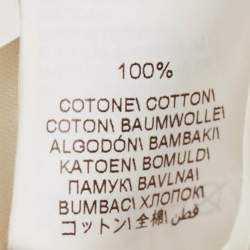 100%
COTONE\ COTTON\
COTON\ BAUMWOLLE\
ALGODÓN\ BAMBAKI\
KATOEN\ BOMULD\
ПАМУК\ BAVLNA\
BUMBAC\ ХЛОПОК\
コットン\ 全棉\ قطن\